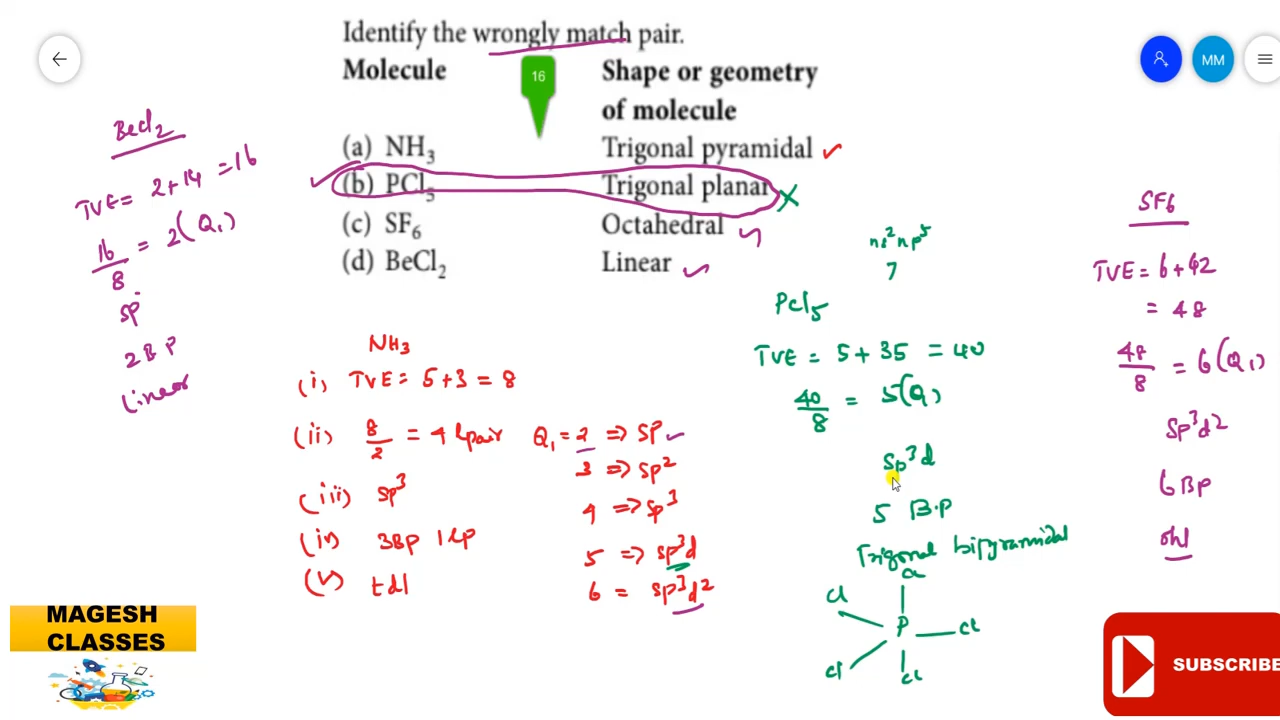 Identify the wrongly match pair.
Molecule
16
Shape or geometry
of molecule
(a) NH3
Trigonal pyramidal
(b) PCl5
Trigonal planar
(c) SF6
Octahedral
(d) BeCl2
Linear
MM
BeCl2
TVE= 2+14 =16
16/8 = 2(Q1)
sp
2 B P
Linear
NH3
(i) TVE= 5+3 = 8
(ii) 8/2 = 4 lpair
(iii) sp3
(iv) 3Bp 1lp
(v) tdl
Q1 = 2 => sp
3 => sp2
4 => sp3
5 => sp3d
6 = sp3d2
ns2 np5
7
PCl5
TVE = 5+ 35 = 40
40/8 = 5(Q1)
sp3d
5 B.P
Trigonal bipyramidal
Cl
Cl
P
Cl
Cl
Cl
SF6
TVE = 6+42
= 48
48/8 = 6(Q1)
sp3d2
6 Bp
ohl
MAGESH
CLASSES
SUBSCRIBE